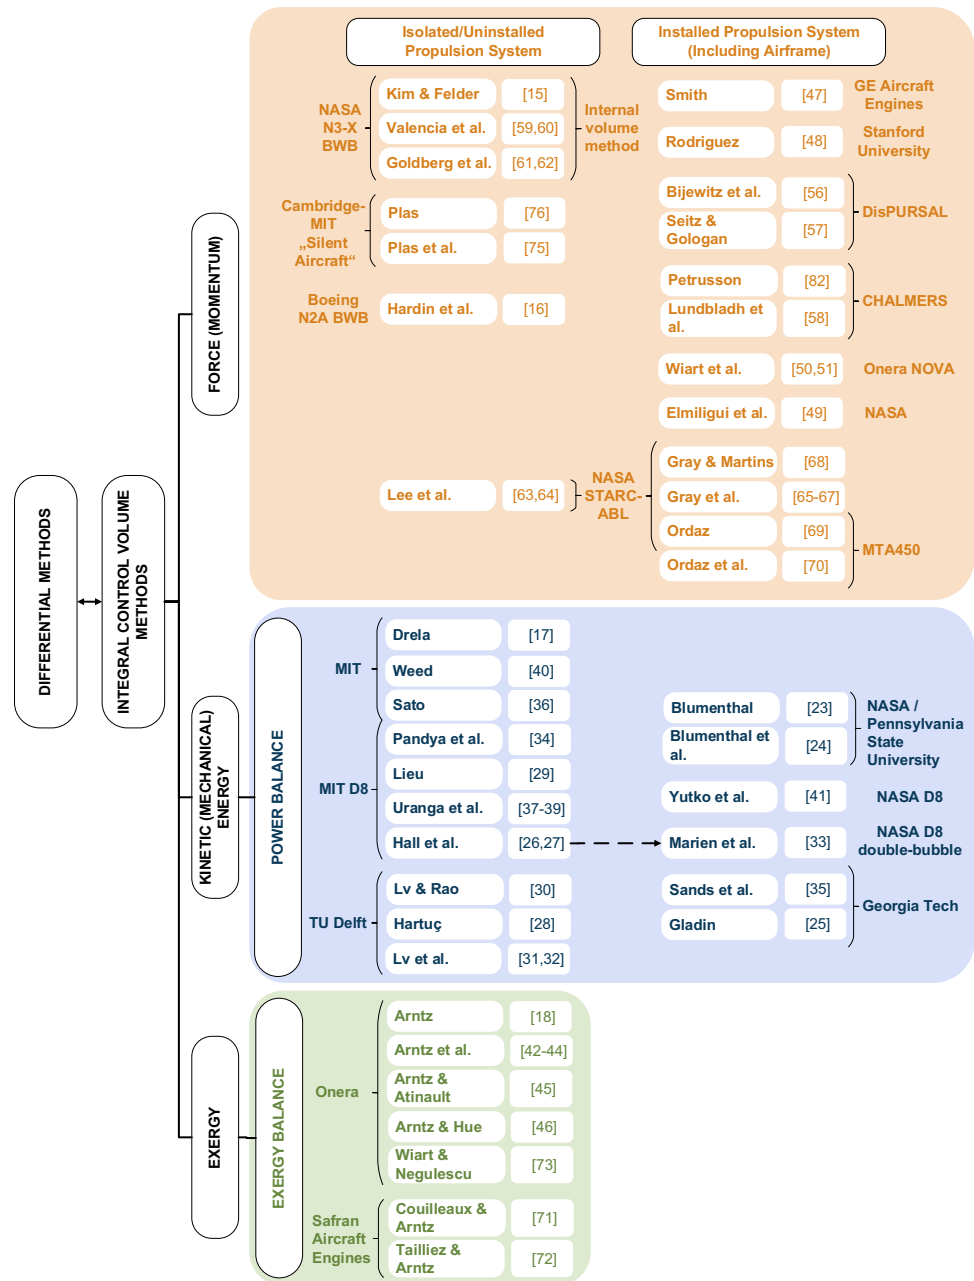 Isolated/Uninstalled
Propulsion System
Installed Propulsion System
(Including Airframe)
NASA
N3-X
BWB
Kim & Felder
[15]
Valencia et al.
[59,60]
Goldberg et al.
[61,62]
Internal
volume
method
Smith
[47]
GE Aircraft
Engines
Rodriguez
[48]
Stanford
University
Cambridge-
MIT
„Silent
Aircraft“
Plas
[76]
Plas et al.
[75]
Bijewitz et al.
[56]
Seitz &
Gologan
[57]
DisPURSAL
Boeing
N2A BWB
Hardin et al.
[16]
Petrusson
[82]
Lundbladh et
al.
[58]
CHALMERS
Wiart et al.
[50,51]
Onera NOVA
Elmiligui et al.
[49]
NASA
Lee et al.
[63,64]
NASA
STARC-
ABL
Gray & Martins
[68]
Gray et al.
[65-67]
Ordaz
[69]
Ordaz et al.
[70]
MTA450
FORCE (MOMENTUM)
DIFFERENTIAL METHODS
INTEGRAL CONTROL VOLUME
METHODS
KINETIC (MECHANICAL)
ENERGY
POWER BALANCE
MIT
Drela
[17]
Weed
[40]
Sato
[36]
MIT D8
Pandya et al.
[34]
Lieu
[29]
Uranga et al.
[37-39]
Hall et al.
[26,27]
TU Delft
Lv & Rao
[30]
Hartuç
[28]
Lv et al.
[31,32]
Blumenthal
[23]
Blumenthal et
al.
[24]
NASA /
Pennsylvania
State
University
Yutko et al.
[41]
NASA D8
Marien et al.
[33]
NASA D8
double-bubble
Sands et al.
[35]
Gladin
[25]
Georgia Tech
EXERGY
EXERGY BALANCE
Onera
Arntz
[18]
Arntz et al.
[42-44]
Arntz &
Atinault
[45]
Arntz & Hue
[46]
Wiart &
Negulescu
[73]
Safran
Aircraft
Engines
Couilleaux &
Arntz
[71]
Tailliez &
Arntz
[72]